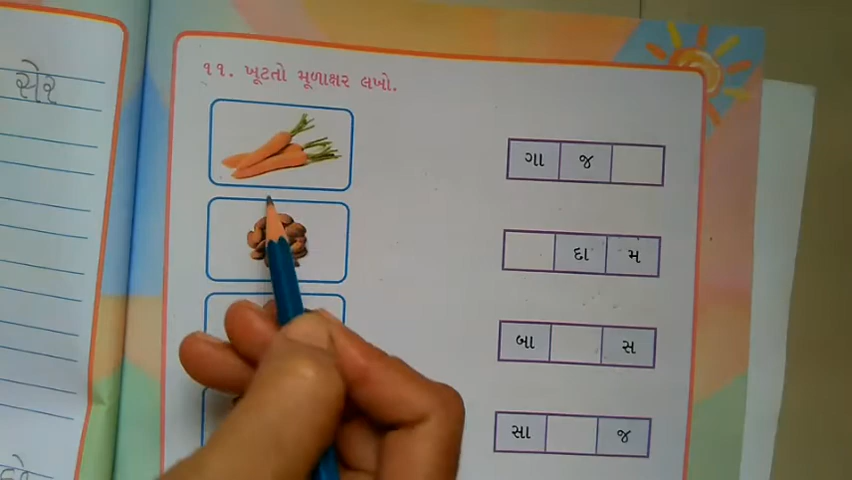 સેર
૧૧. ખૂટતો મૂળાક્ષર લખો.
ગા જ
દા મ
બા સ
સા જ